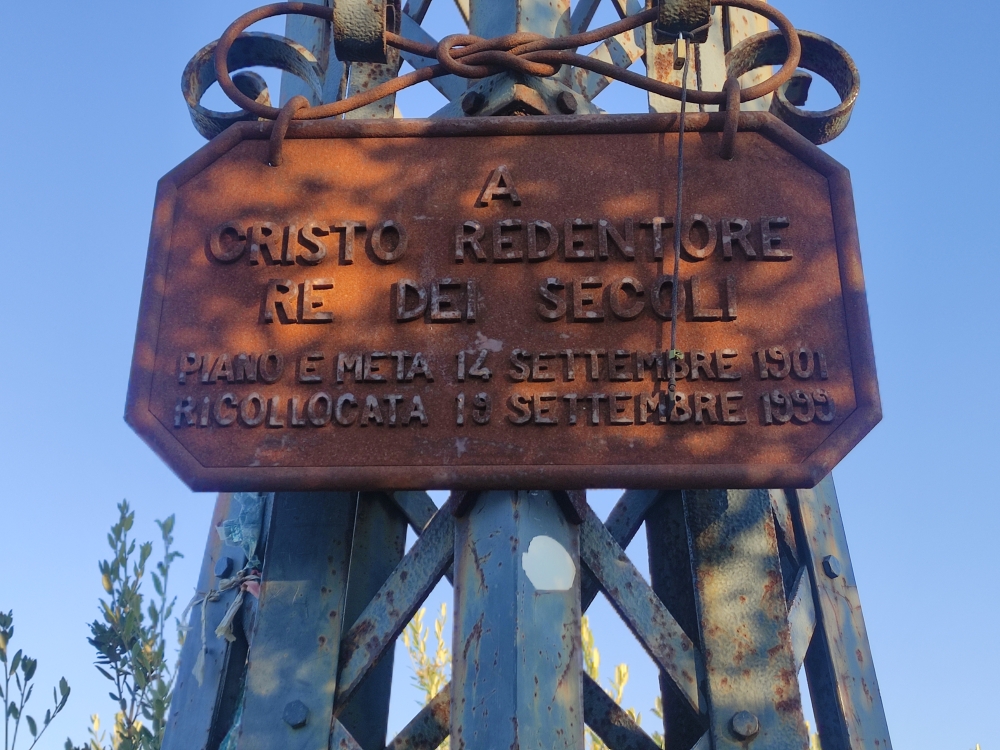 A
CRISTO REDENTORE
RE DEI SECOLI
PIANO E META 14 SETTEMBRE 1901
RICOLLOCATA 19 SETTEMBRE 1999